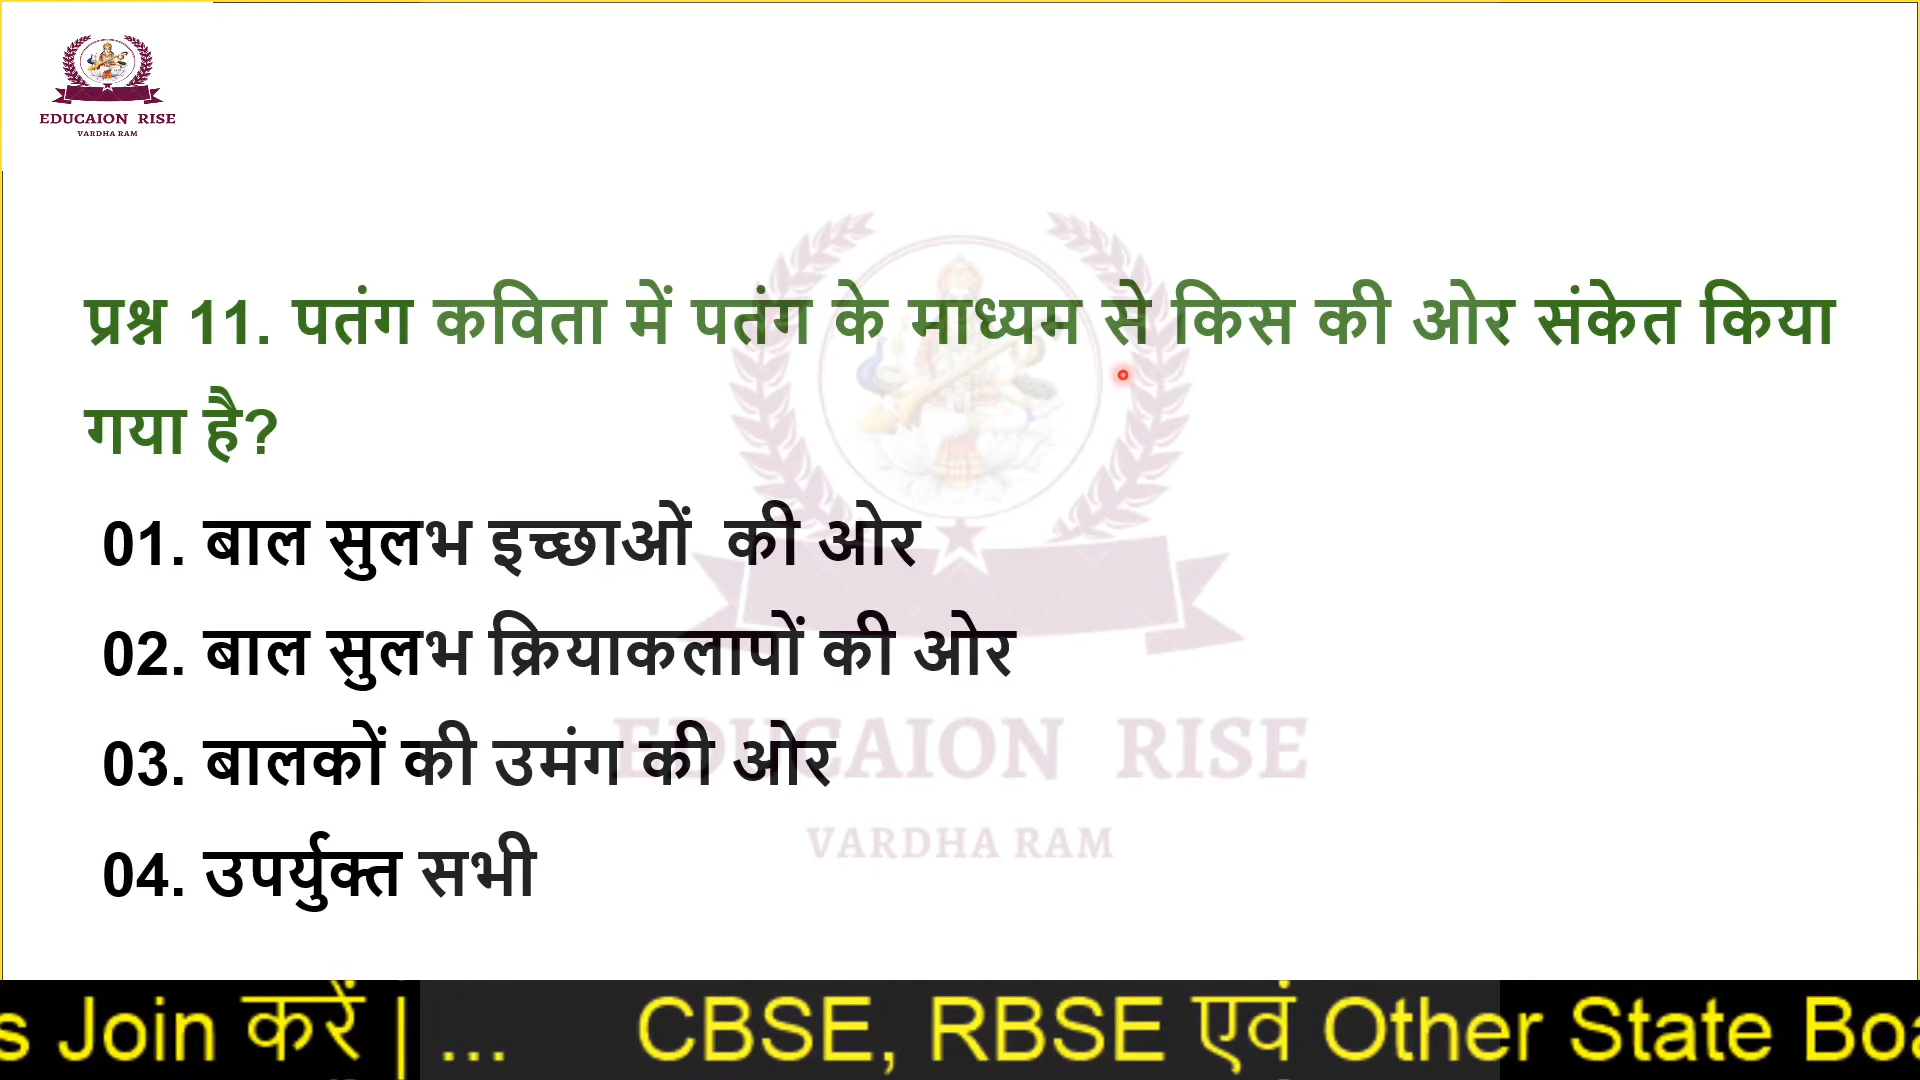 EDUCAION RISE
VARDHA RAM
प्रश्न 11. पतंग कविता में पतंग के माध्यम से किस की ओर संकेत किया
गया है?
01. बाल सुलभ इच्छाओं की ओर
02. बाल सुलभ क्रियाकलापों की ओर
03. बालकों की उमंग की ओर
04. उपर्युक्त सभी
EDUCAION RISE
VARDHA RAM
s Join करें | ... CBSE, RBSE एवं Other State Boa